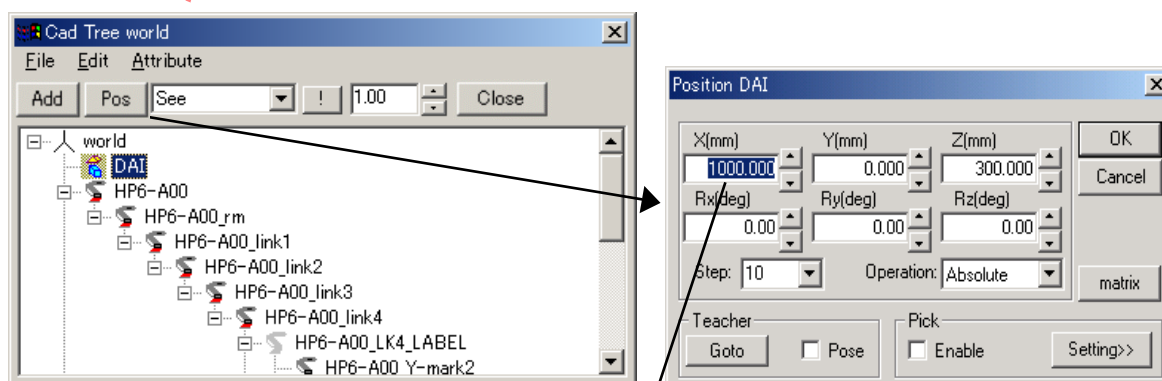 Cad Tree world
File Edit Attribute
Add Pos See ! 1.00 Close
world
DAI
HP6-A00
HP6-A00_rm
HP6-A00_link1
HP6-A00_link2
HP6-A00_link3
HP6-A00_link4
HP6-A00_LK4_LABEL
HP6-A00 Y-mark2
Position DAI
X(mm) Y(mm) Z(mm) OK
1000.000 0.000 300.000 Cancel
Rx(deg) Ry(deg) Rz(deg)
0.00 0.00 0.00
Step: 10 Operation: Absolute matrix
Teacher Pick
Goto Pose Enable Setting>>